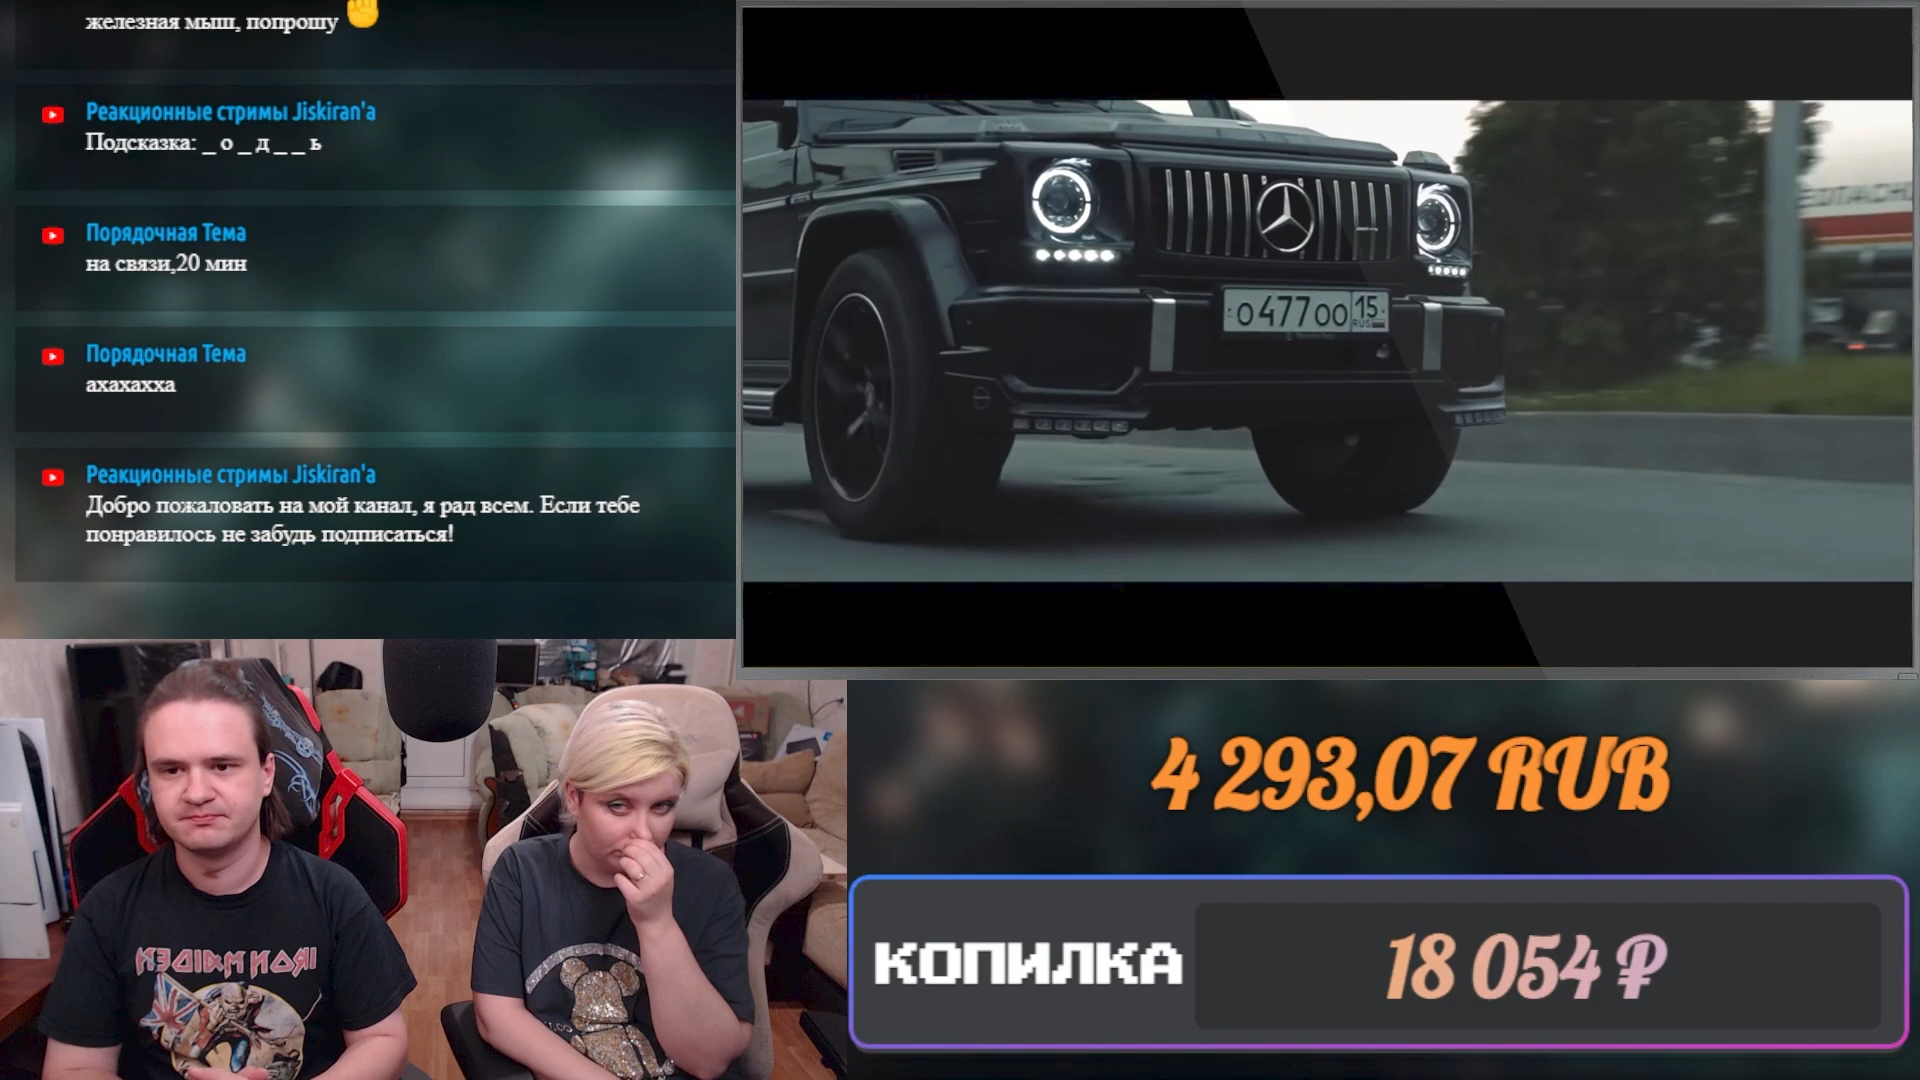 железная мыш, попрошу
Реакционные стримы Jiskiran'a
Подсказка: _ о _ д _ _ ь
Порядочная Тема
на связи,20 мин
Порядочная Тема
ахахахха
Реакционные стримы Jiskiran'a
Добро пожаловать на мой канал, я рад всем. Если тебе
понравилось не забудь подписаться!
о 477 оо 15
RUS
4 293,07 RUB
КОПИЛКА
18 054 ₽